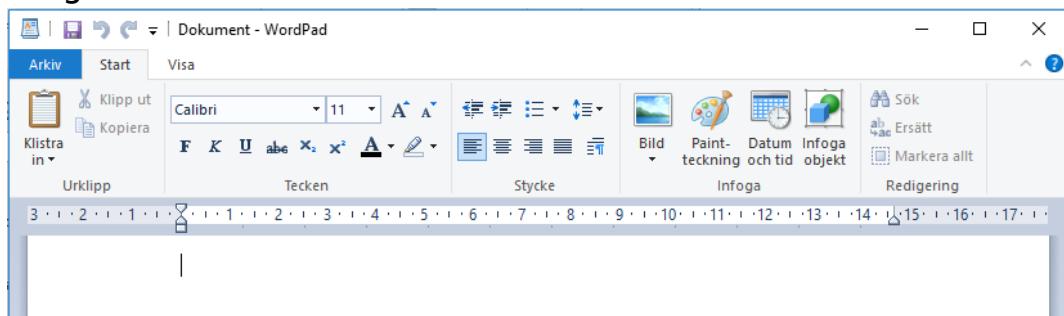 Dokument - WordPad
Arkiv Start Visa
Klistra in
Klipp ut
Kopiera
Urklipp
Calibri 11 A A
F K U abc X₂ x² A
Tecken
Stycke
Bild
Paint-
teckning
Datum
och tid
Infoga
objekt
Infoga
Sök
Ersätt
Markera allt
Redigering
3 2 1 1 2 3 4 5 6 7 8 9 10 11 12 13 14 15 16 17